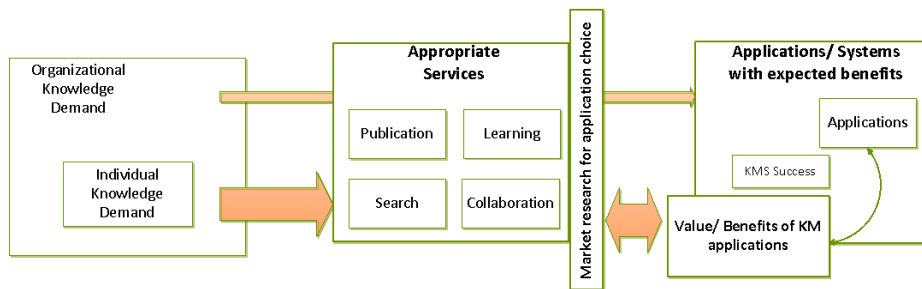 Organizational
Knowledge
Demand
Individual
Knowledge
Demand
Appropriate
Services
Publication
Learning
Search
Collaboration
Market research for application choice
Applications/ Systems
with expected benefits
Applications
KMS Success
Value/ Benefits of KM
applications